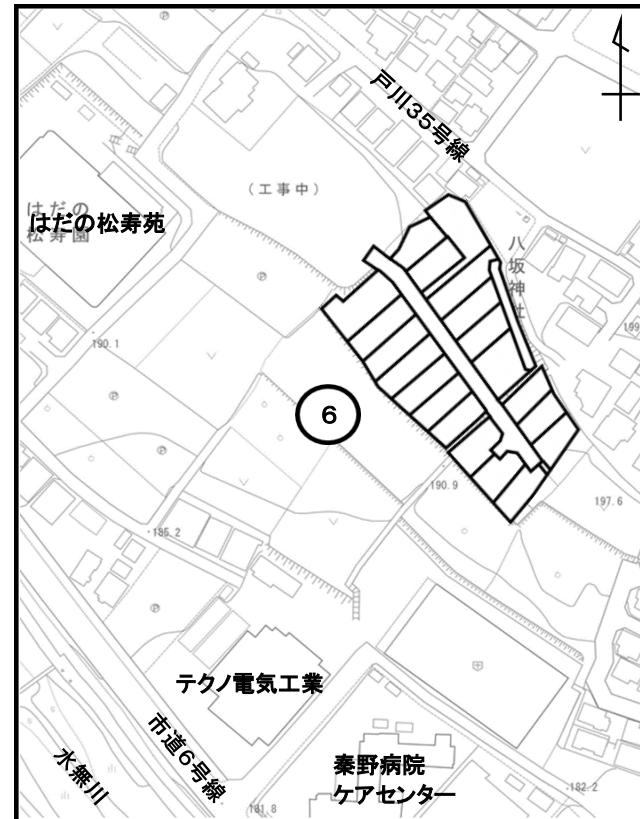 戸川35号線
(工事中)
はだの松寿苑
はだの
松寿園
八坂神社
190.1
6
190.9
197.6
185.2
テクノ電気工業
市道6号線
水無川
秦野病院
ケアセンター
182.2
181.8